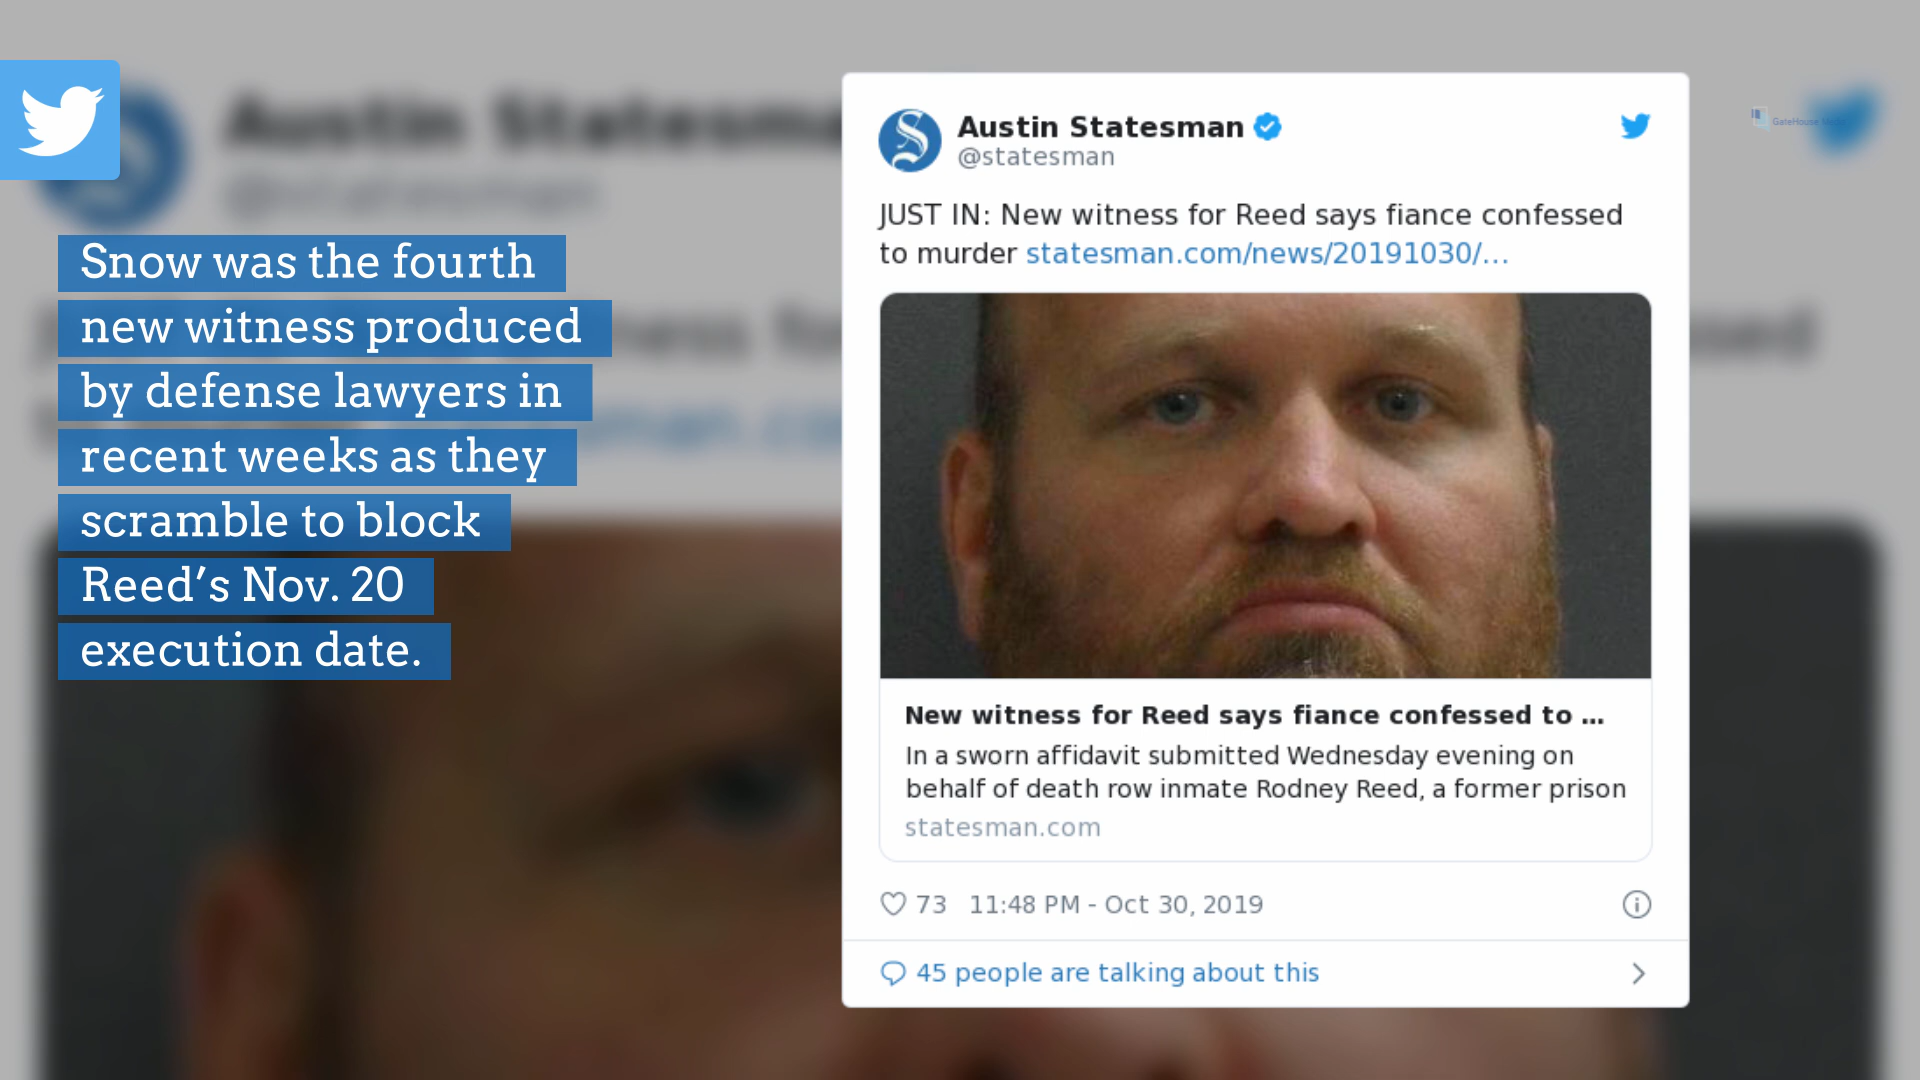 Snow was the fourth
new witness produced
by defense lawyers in
recent weeks as they
scramble to block
Reed’s Nov. 20
execution date.
Austin Statesman
@statesman
JUST IN: New witness for Reed says fiance confessed
to murder statesman.com/news/20191030/…
New witness for Reed says fiance confessed to …
In a sworn affidavit submitted Wednesday evening on
behalf of death row inmate Rodney Reed, a former prison
statesman.com
73 11:48 PM - Oct 30, 2019
45 people are talking about this
GateHouse